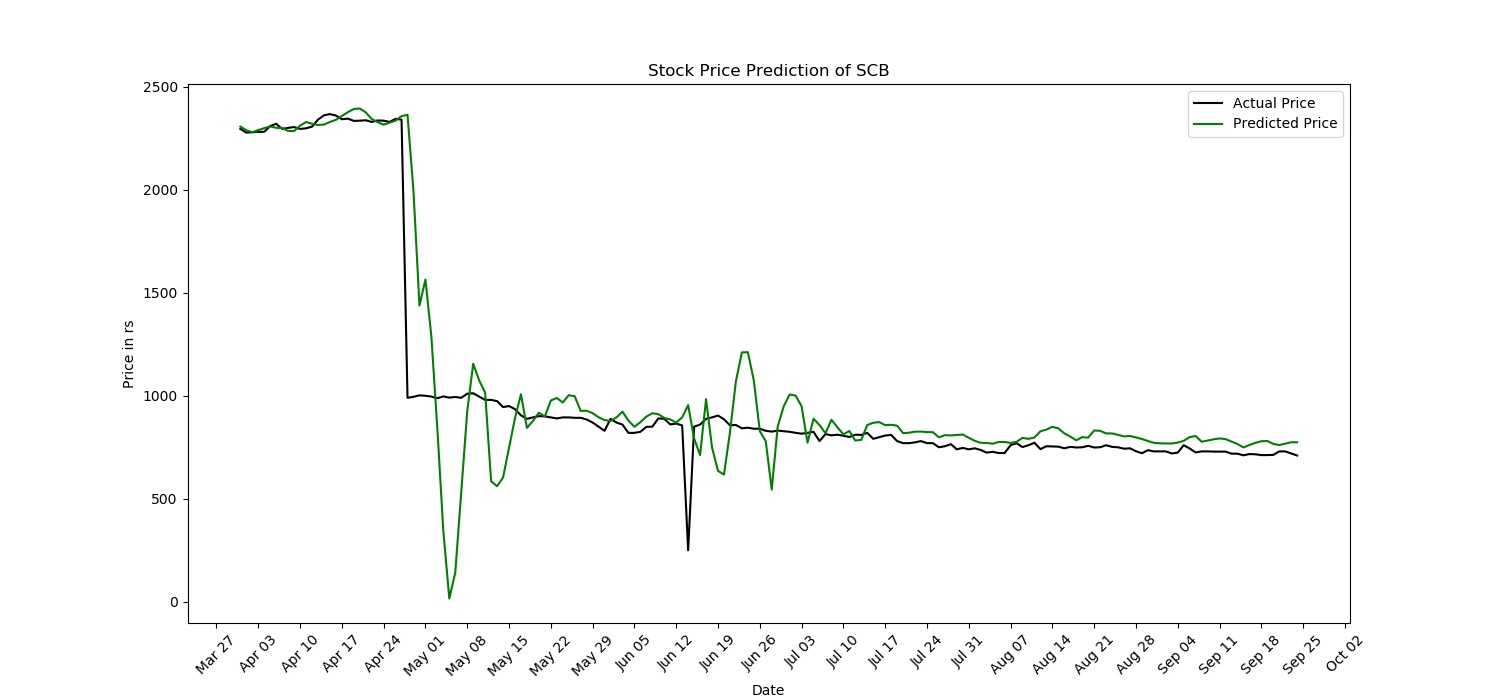 Stock Price Prediction of SCB
2500
2000
1500
1000
500
0
Price in rs
Actual Price
Predicted Price
Mar 27
Apr 03
Apr 10
Apr 17
Apr 24
May 01
May 08
May 15
May 22
May 29
Jun 05
Jun 12
Jun 19
Jun 26
Jul 03
Jul 10
Jul 17
Jul 24
Jul 31
Aug 07
Aug 14
Aug 21
Aug 28
Sep 04
Sep 11
Sep 18
Sep 25
Oct 02
Date